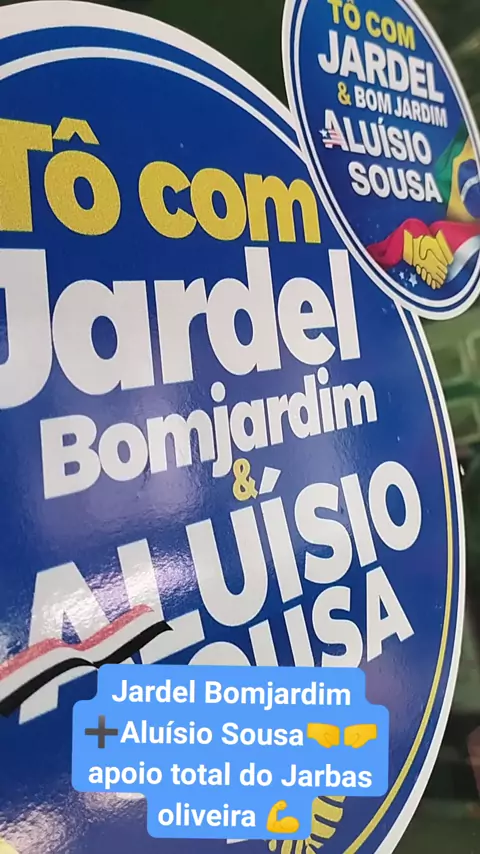 TÔ COM
JARDEL
& BOM JARDIM
ALUÍSIO
SOUSA
Tô com
Jardel
Bomjardim
&
ALUÍSIO
SOUSA
Jardel Bomjardim
➕Aluísio Sousa🤜🤛
apoio total do Jarbas
oliveira 💪